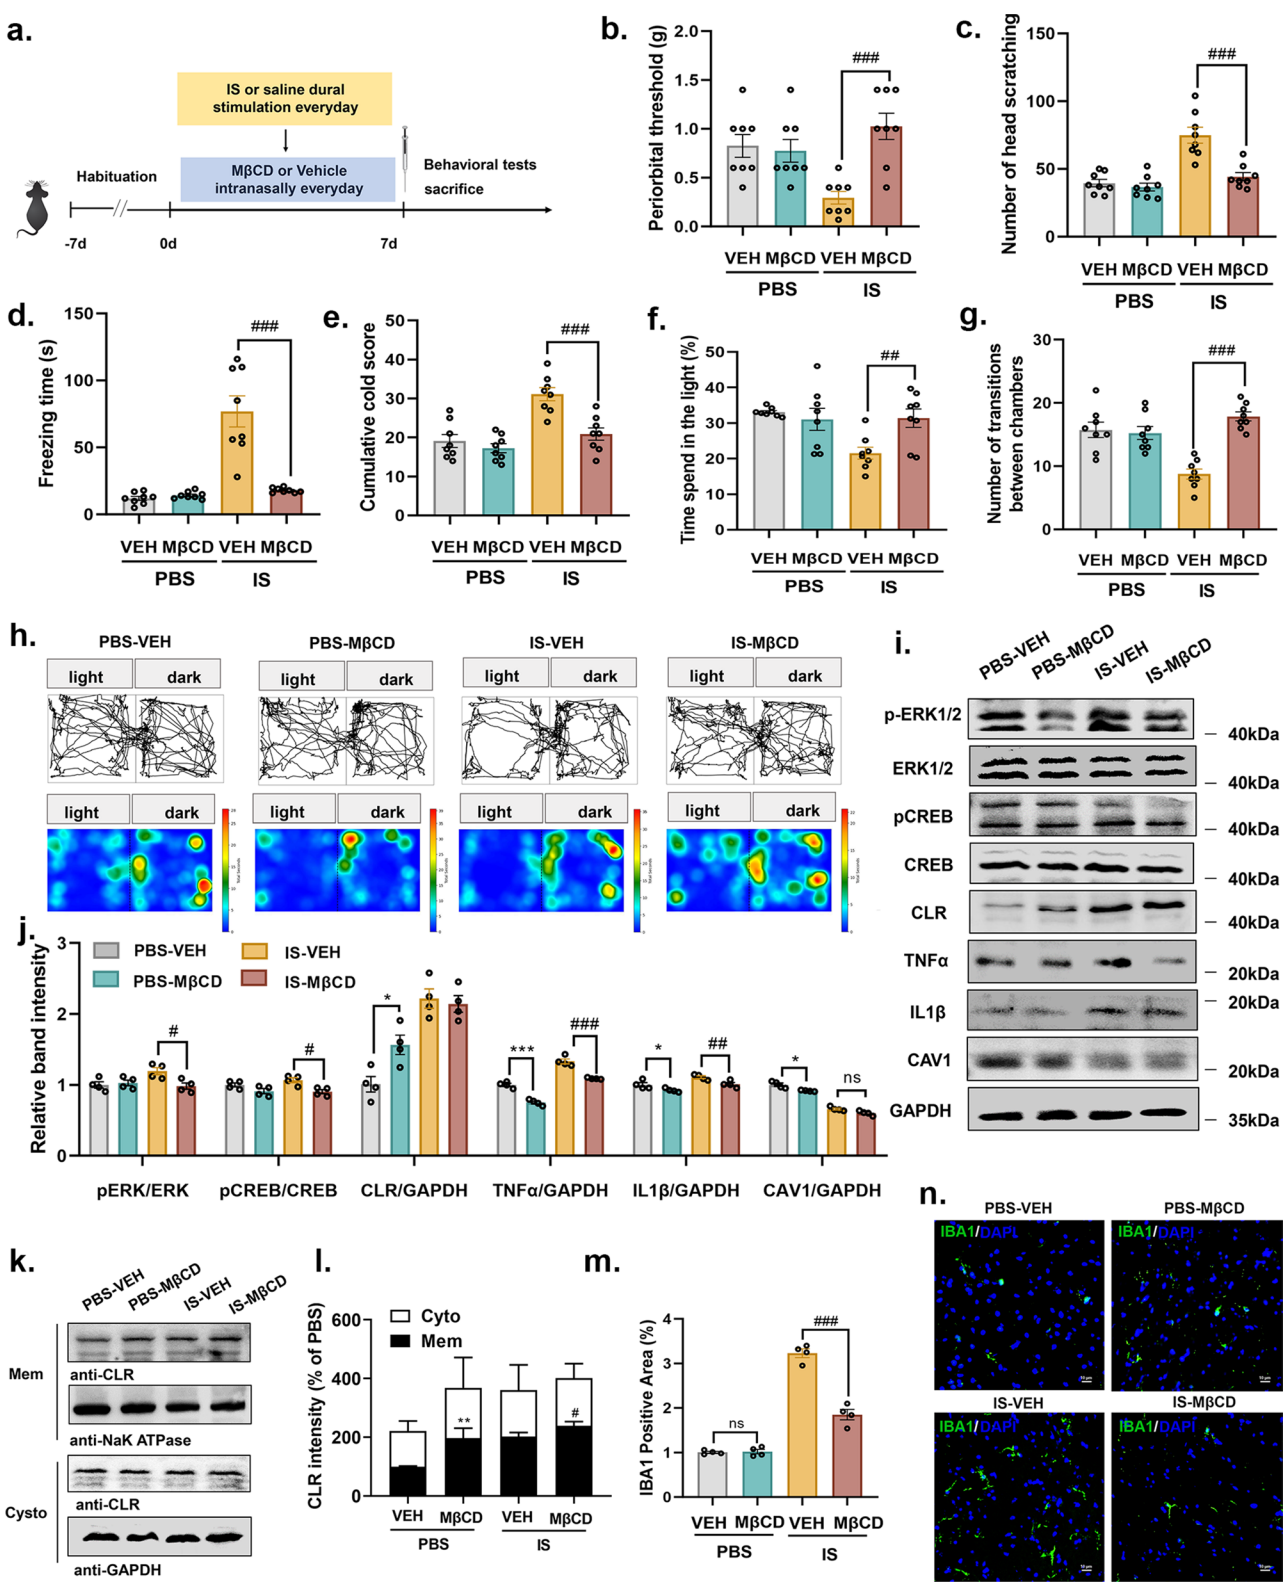 a.
IS or saline dural
stimulation everyday
MβCD or Vehicle
intranasally everyday
Habituation
Behavioral tests
sacrifice
-7d
0d
7d
b.
Periorbital threshold (g)
2.0
1.5
1.0
0.5
0.0
###
VEH MβCD VEH MβCD
PBS
IS
c.
Number of head scratching
150
100
50
0
###
VEH MβCD VEH MβCD
PBS
IS
d.
Freezing time (s)
150
100
50
0
###
VEH MβCD VEH MβCD
PBS
IS
e.
Cumulative cold score
50
40
30
20
10
0
###
VEH MβCD VEH MβCD
PBS
IS
f.
Time spend in the light (%)
50
40
30
20
10
0
##
VEH MβCD VEH MβCD
PBS
IS
g.
Number of transitions
between chambers
30
20
10
0
###
VEH MβCD VEH MβCD
PBS
IS
h.
PBS-VEH
PBS-MβCD
IS-VEH
IS-MβCD
light dark
light dark
light dark
light dark
light dark
light dark
light dark
light dark
Total Seconds
Total Seconds
Total Seconds
Total Seconds
i.
PBS-VEH
PBS-MβCD
IS-VEH
IS-MβCD
p-ERK1/2
40kDa
ERK1/2
40kDa
pCREB
40kDa
CREB
40kDa
CLR
40kDa
TNFα
20kDa
IL1β
20kDa
CAV1
20kDa
GAPDH
35kDa
j.
Relative band intensity
3
2
1
0
PBS-VEH
IS-VEH
PBS-MβCD
IS-MβCD
#
#
*
***
###
*
##
*
ns
pERK/ERK
pCREB/CREB
CLR/GAPDH
TNFα/GAPDH
IL1β/GAPDH
CAV1/GAPDH
k.
PBS-VEH
PBS-MβCD
IS-VEH
IS-MβCD
Mem
anti-CLR
anti-NaK ATPase
Cysto
anti-CLR
anti-GAPDH
l.
CLR intensity (% of PBS)
600
400
200
0
Cyto
Mem
**
#
VEH MβCD VEH MβCD
PBS
IS
m.
IBA1 Positive Area (%)
4
3
2
1
0
ns
###
VEH MβCD VEH MβCD
PBS
IS
n.
PBS-VEH
PBS-MβCD
IBA1/DAPI
IBA1/DAPI
IS-VEH
IS-MβCD
IBA1/DAPI
IBA1/DAPI